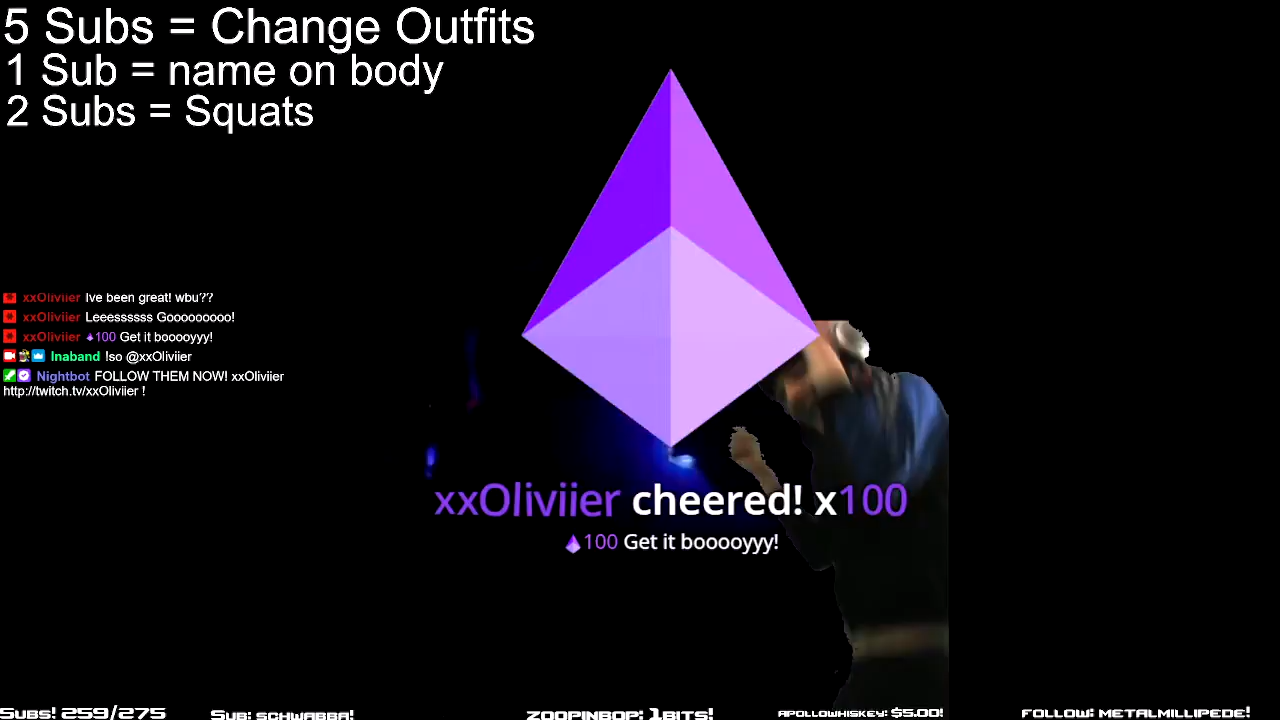 5 Subs = Change Outfits
1 Sub = name on body
2 Subs = Squats
xxOliviier Ive been great! wbu??
xxOliviier Leeessssss Gooooooooo!
xxOliviier 100 Get it booooyyy!
Inaband !so @xxOliviier
Nightbot FOLLOW THEM NOW! xxOliviier
http://twitch.tv/xxOliviier !
xxOliviier cheered! x100
100 Get it booooyyy!
Subs! 259/275
Sub: schwabba!
zoopinbop: 1bits!
apollowhiskey: $5.00!
Follow: metalmillipede!